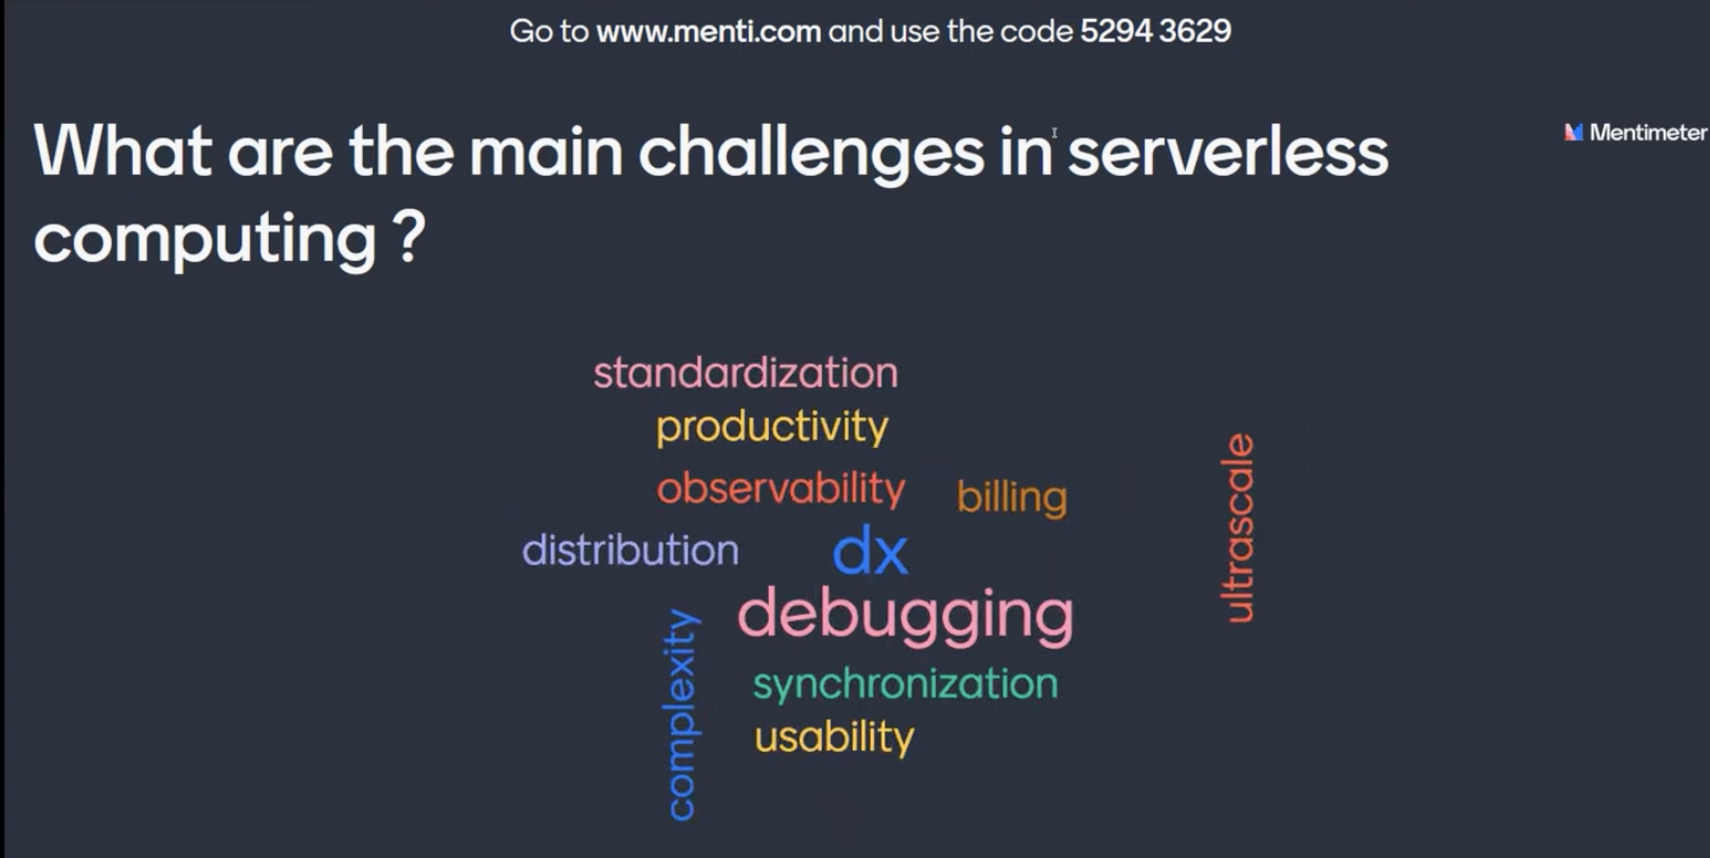 Go to www.menti.com and use the code 5294 3629
What are the main challenges in serverless
computing ?
Mentimeter
standardization
productivity
observability
billing
ultrascale
distribution
dx
debugging
complexity
synchronization
usability